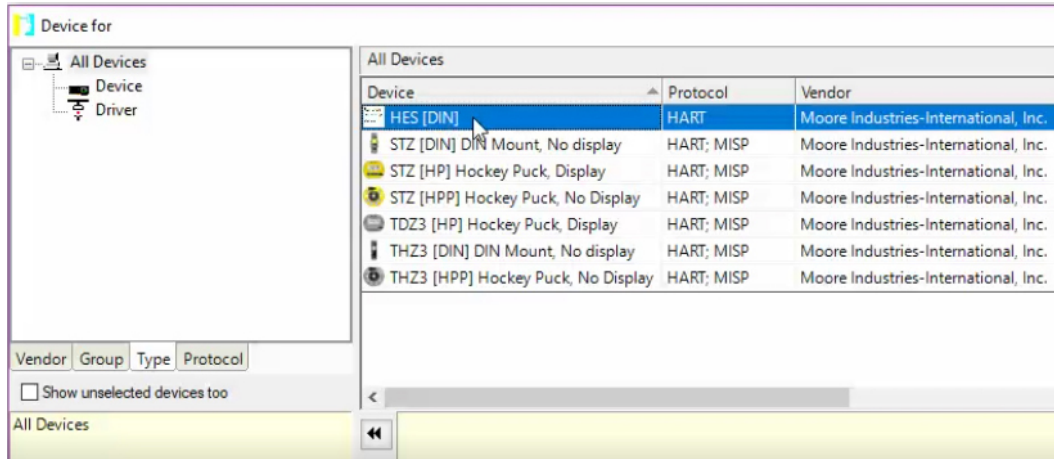 Device for
All Devices
Device
Driver
Vendor Group Type Protocol
Show unselected devices too
All Devices
All Devices
Device Protocol Vendor
HES [DIN] HART Moore Industries-International, Inc.
STZ [DIN] DIN Mount, No display HART; MISP Moore Industries-International, Inc.
STZ [HP] Hockey Puck, Display HART; MISP Moore Industries-International, Inc.
STZ [HPP] Hockey Puck, No Display HART; MISP Moore Industries-International, Inc.
TDZ3 [HP] Hockey Puck, Display HART; MISP Moore Industries-International, Inc.
THZ3 [DIN] DIN Mount, No display HART; MISP Moore Industries-International, Inc.
THZ3 [HPP] Hockey Puck, No Display HART; MISP Moore Industries-International, Inc.